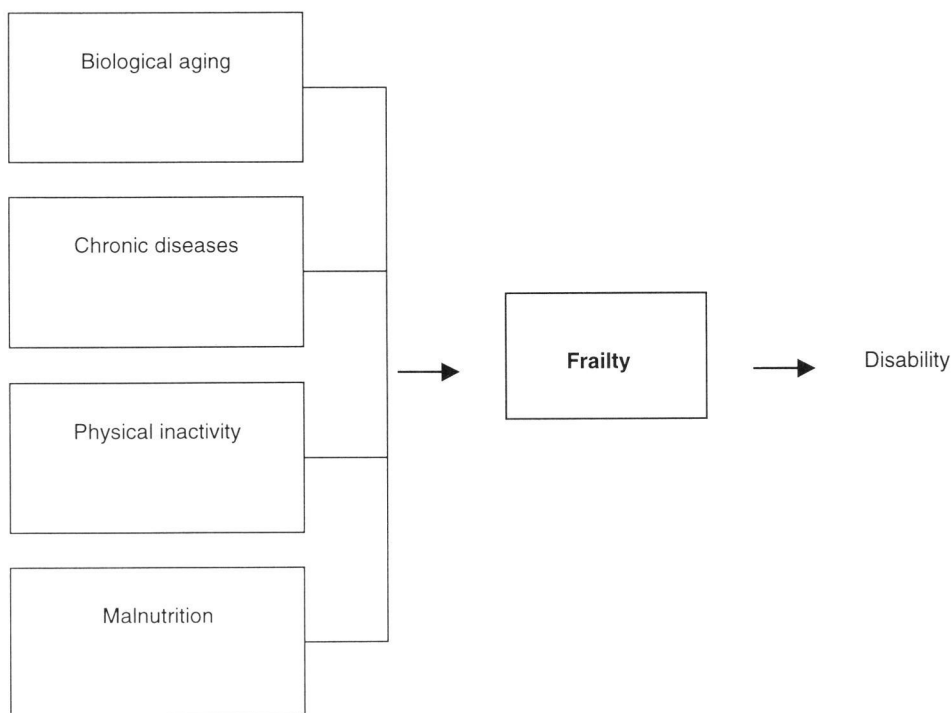 Biological aging
Chronic diseases
Physical inactivity
Malnutrition
Frailty
Disability